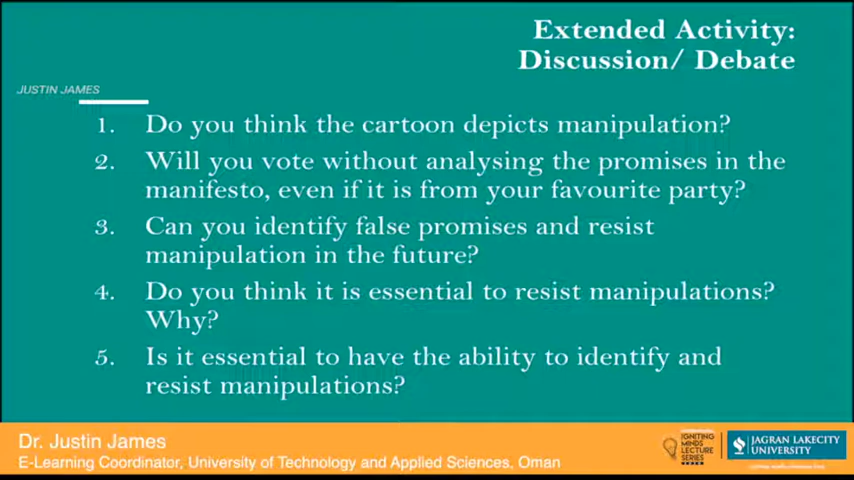 Extended Activity:
Discussion/ Debate
JUSTIN JAMES
1. Do you think the cartoon depicts manipulation?
2. Will you vote without analysing the promises in the
manifesto, even if it is from your favourite party?
3. Can you identify false promises and resist
manipulation in the future?
4. Do you think it is essential to resist manipulations?
Why?
5. Is it essential to have the ability to identify and
resist manipulations?
Dr. Justin James
E-Learning Coordinator, University of Technology and Applied Sciences, Oman
IGNITING
MINDS
LECTURE
SERIES
JAGRAN LAKECITY
UNIVERSITY